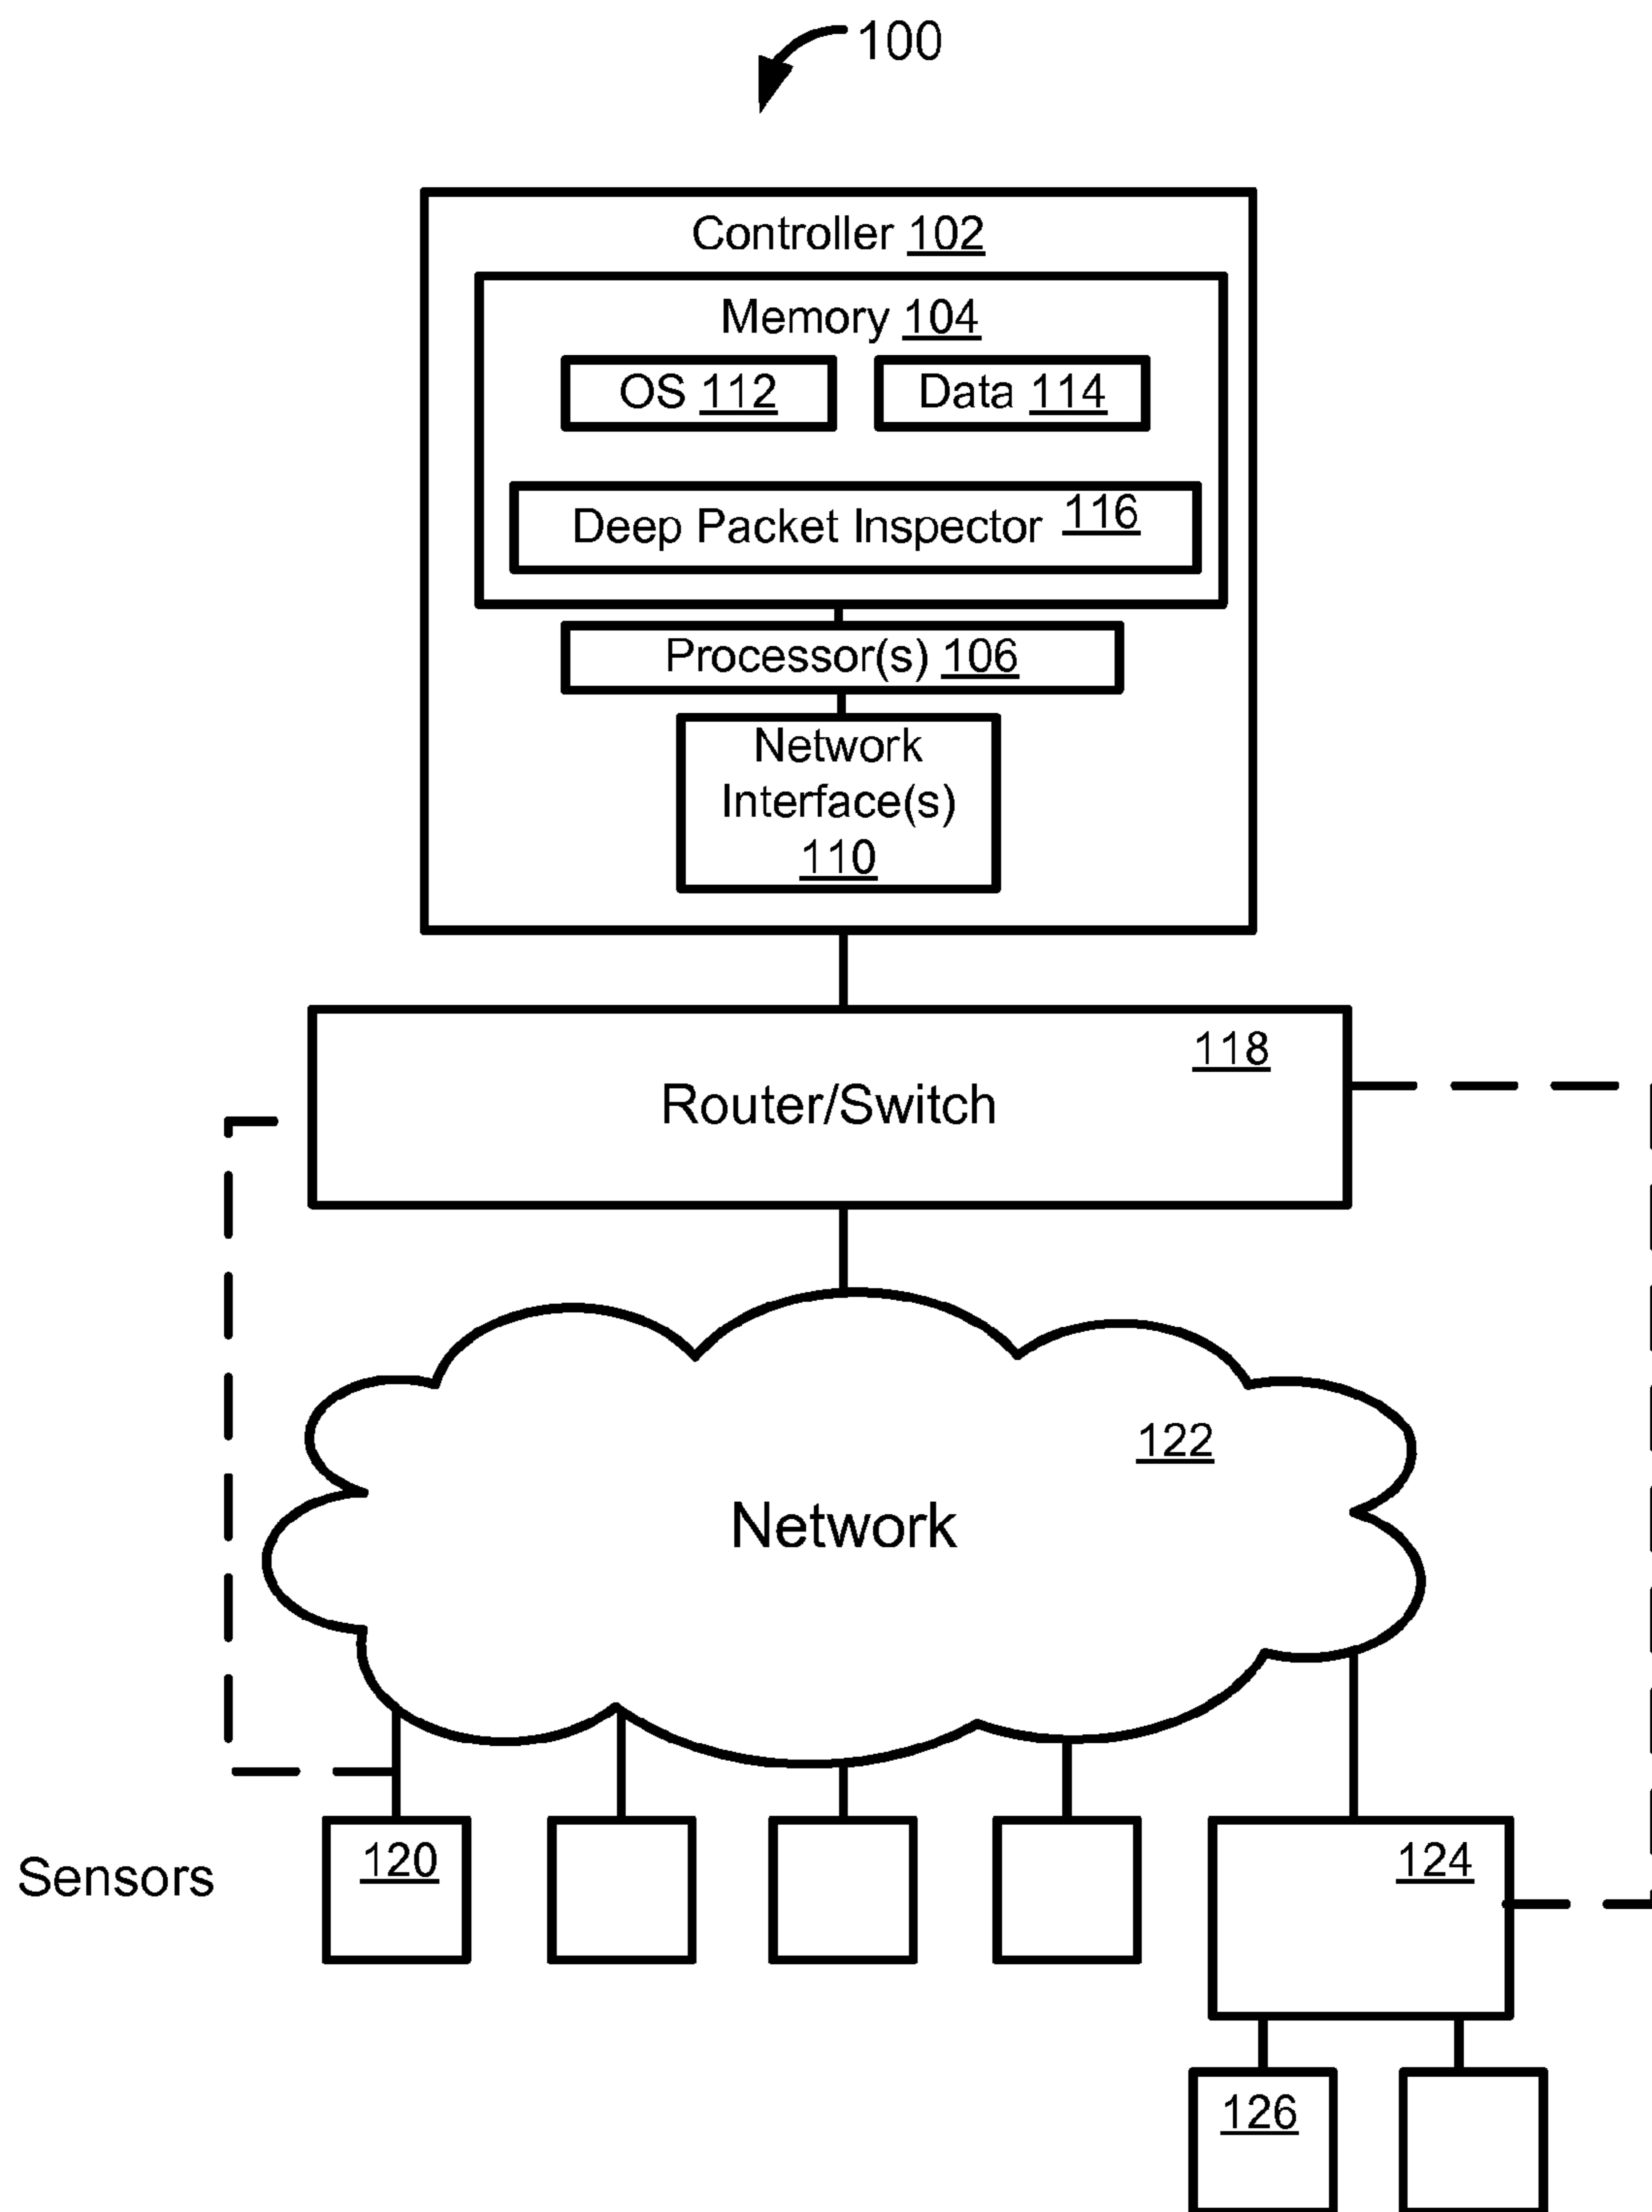 100
Controller 102
Memory 104
OS 112
Data 114
Deep Packet Inspector 116
Processor(s) 106
Network
Interface(s)
110
118
Router/Switch
122
Network
Sensors
120
124
126